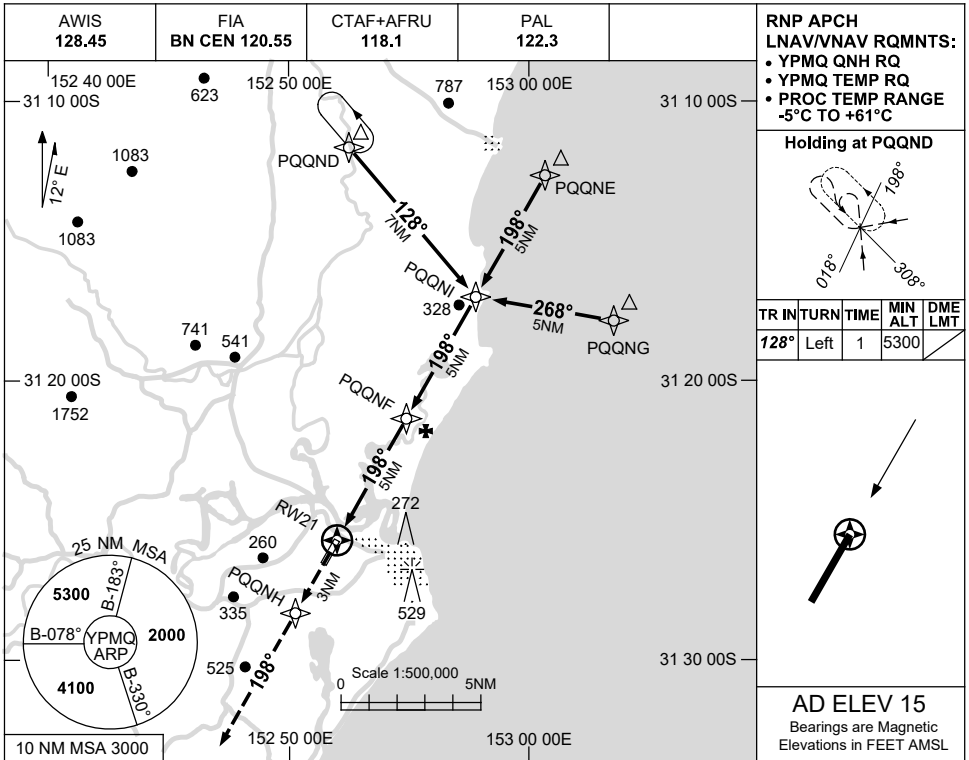 AWIS
128.45
FIA
BN CEN 120.55
CTAF+AFRU
118.1
PAL
122.3
RNP APCH
LNAV/VNAV RQMNTS:
• YPMQ QNH RQ
• YPMQ TEMP RQ
• PROC TEMP RANGE
-5°C TO +61°C
152 40 00E
152 50 00E
153 00 00E
31 10 00S
31 10 00S
623
787
1083
12° E
1083
PQQND
PQQNE
128°
7NM
198°
5NM
PQQNI
328
268°
5NM
PQQNG
741
541
198°
5NM
31 20 00S
31 20 00S
1752
PQQNF
198°
5NM
272
RW21
260
PQQNH
3NM
335
529
525
198°
25 NM MSA
5300
B-183°
B-078°
YPMQ
ARP
2000
4100
B-330°
31 30 00S
Scale 1:500,000
0
5NM
10 NM MSA 3000
152 50 00E
153 00 00E
Holding at PQQND
198°
018°
308°
TR IN
TURN
TIME
MIN
ALT
DME
LMT
128°
Left
1
5300
AD ELEV 15
Bearings are Magnetic
Elevations in FEET AMSL